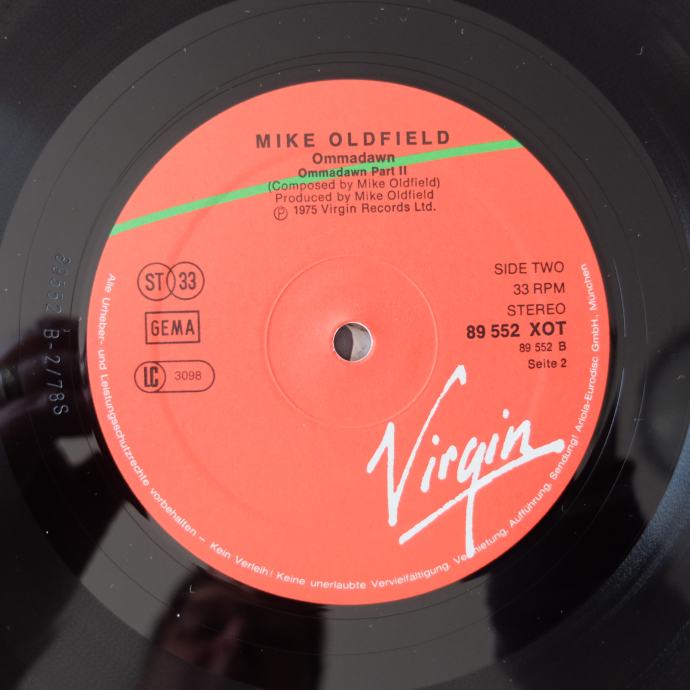 MIKE OLDFIELD
Ommadawn
Ommadawn Part II
(Composed by Mike Oldfield)
Produced by Mike Oldfield
℗ 1975 Virgin Records Ltd.
ST 33
GEMA
LC 3098
SIDE TWO
33 RPM
STEREO
89 552 XOT
89 552 B
Seite 2
Virgin
Alle Urheber- und Leistungsschutzrechte vorbehalten – Kein Verleih! Keine unerlaubte Vervielfältigung, Vermietung, Aufführung, Sendung! Ariola-Eurodisc GmbH., München
89552 B-2/78S